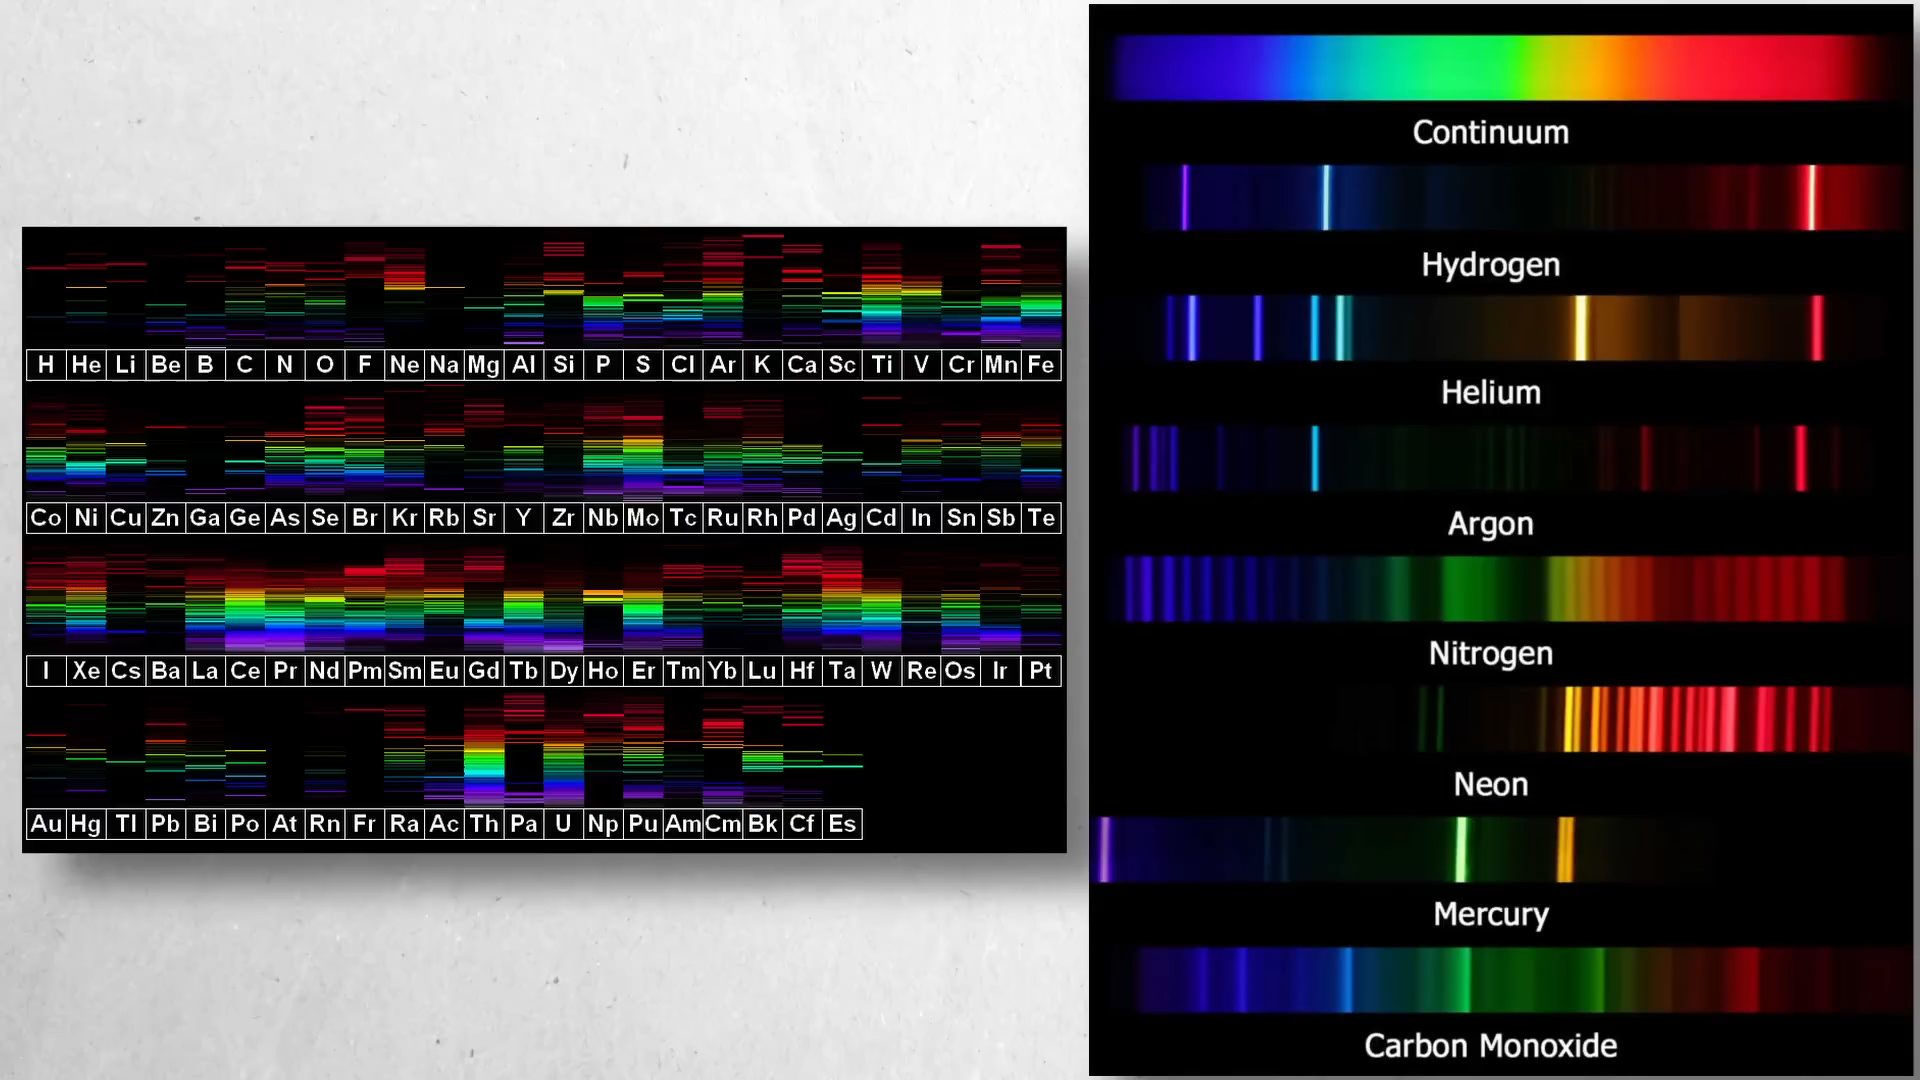 H He Li Be B C N O F Ne Na Mg Al Si P S Cl Ar K Ca Sc Ti V Cr Mn Fe
Co Ni Cu Zn Ga Ge As Se Br Kr Rb Sr Y Zr Nb Mo Tc Ru Rh Pd Ag Cd In Sn Sb Te
I Xe Cs Ba La Ce Pr Nd Pm Sm Eu Gd Tb Dy Ho Er Tm Yb Lu Hf Ta W Re Os Ir Pt
Au Hg Tl Pb Bi Po At Rn Fr Ra Ac Th Pa U Np Pu Am Cm Bk Cf Es
Continuum
Hydrogen
Helium
Argon
Nitrogen
Neon
Mercury
Carbon Monoxide